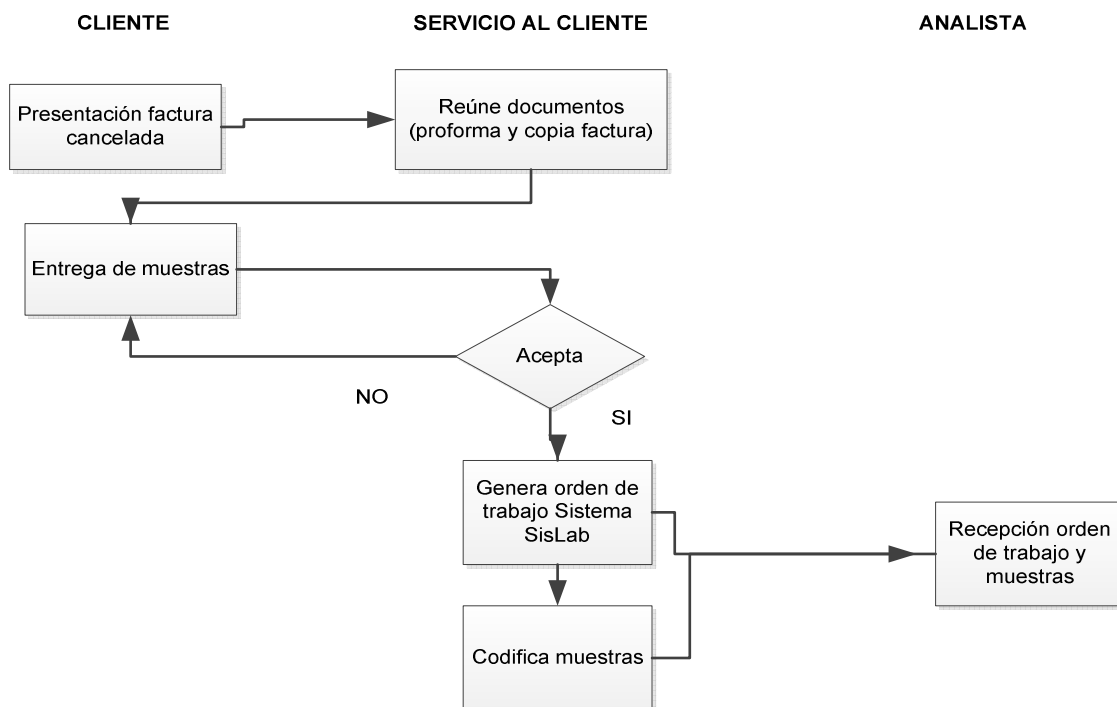 CLIENTE
SERVICIO AL CLIENTE
ANALISTA
Presentación factura
cancelada
Reúne documentos
(proforma y copia factura)
Entrega de muestras
Acepta
NO
SI
Genera orden de
trabajo Sistema
SisLab
Recepción orden
de trabajo y
muestras
Codifica muestras